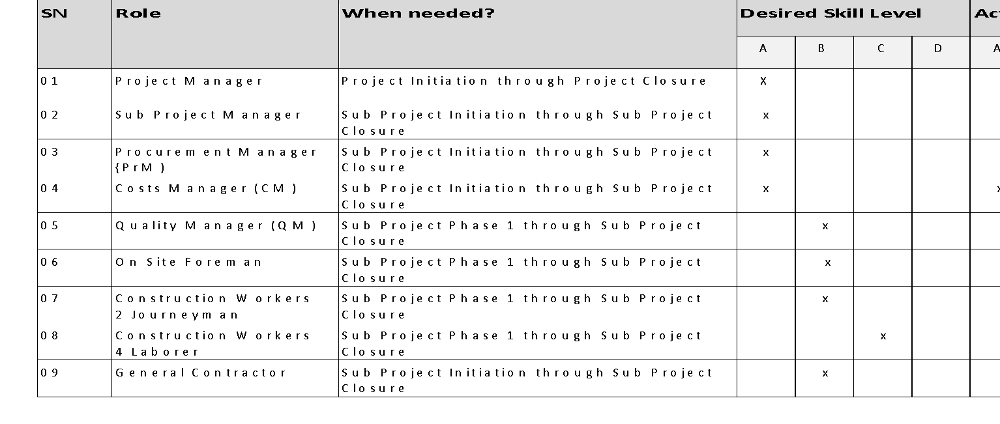 SN Role When needed? Desired Skill Level Ac
A B C D A
01 Project Manager Project Initiation through Project Closure X
02 Sub Project Manager Sub Project Initiation through Sub Project x
Closure
03 Procurement Manager Sub Project Initiation through Sub Project x
{PrM) Closure
04 Costs Manager (CM) Sub Project Initiation through Sub Project x x
Closure
05 Quality Manager (QM) Sub Project Phase 1 through Sub Project x
Closure
06 On Site Foreman Sub Project Phase 1 through Sub Project x
Closure
07 Construction Workers Sub Project Phase 1 through Sub Project x
2 Journeyman Closure
08 Construction Workers Sub Project Phase 1 through Sub Project x
4 Laborer Closure
09 General Contractor Sub Project Initiation through Sub Project x
Closure